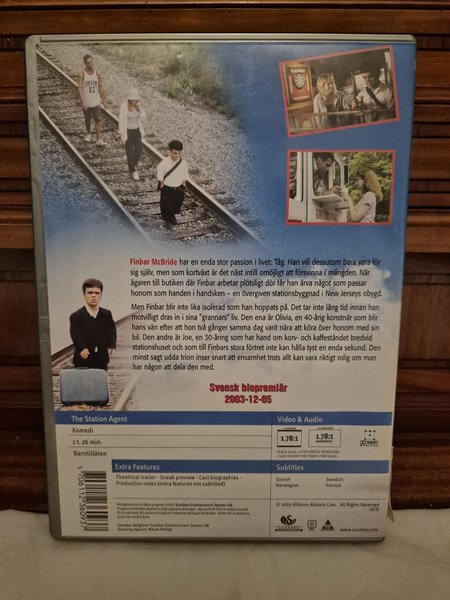 Finbar McBride har en enda stor passion i livet: Tåg. Han vill dessutom bara vara för
sig själv, men som kortväxt är det näst intill omöjligt att försvinna i mängden. När
ägaren till butiken där Finbar arbetar plötsligt dör får han ärva något som passar
honom som handen i handsken – en övergiven stationsbyggnad i New Jerseys obygd.
Men Finbar blir inte lika isolerad som han hoppats på. Det tar inte lång tid innan han
motvilligt dras in i sina "grannars" liv. Den ena är Olivia, en 40-årig konstnär som blir
hans vän efter att hon två gånger samma dag varit nära att köra över honom med sin
bil. Den andre är Joe, en 30-åring som har hand om korv- och kaffeståndet bredvid
stationshuset och som till Finbars stora förtret inte kan hålla tyst en enda sekund. Den
minst sagt udda trion inser snart att ensamhet trots allt kan vara riktigt rolig om man
har någon att dela den med.
Svensk biopremiär
2003-12-05
The Station Agent
Komedi
1 t. 26 min.
Barntillåten
Video & Audio
1.78:1
1.78:1
Extra Features
Theatrical trailer · Sneak preview · Cast biographies ·
Production notes (extra features not subtitled)
Subtitles
Danish
Norwegian
Swedish
Finnish
© 2003 Alliance Atlantis Com. All Rights Reserved
www.scanbox.com